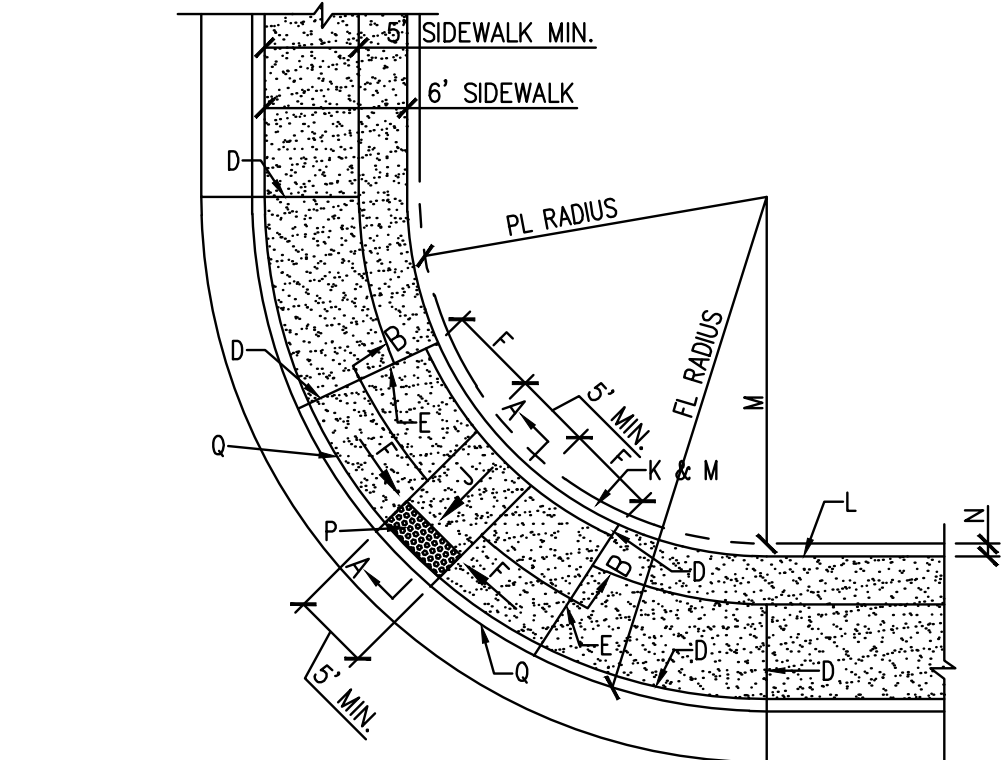 5' SIDEWALK MIN.
6' SIDEWALK
D
PL RADIUS
F
B
D
5' MIN.
FL RADIUS
M
A
E
Q
F
F
J
K & M
L
N
P
A
F
B
D
E
D
D
Q
5' MIN.